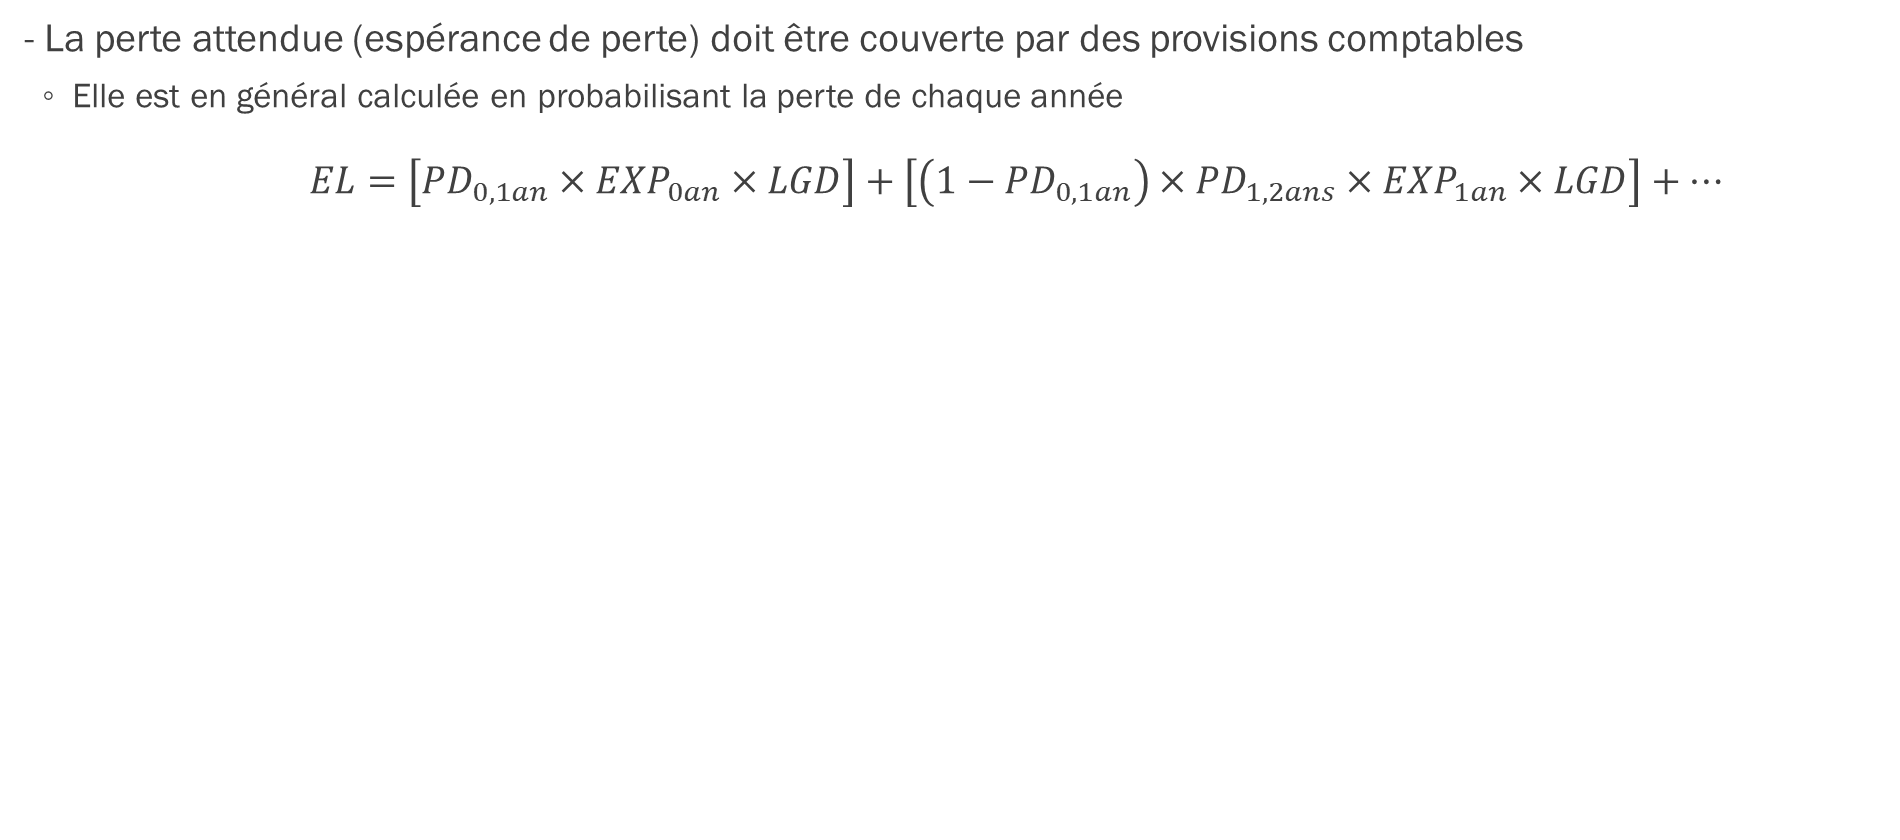 - La perte attendue (espérance de perte) doit être couverte par des provisions comptables
◦ Elle est en général calculée en probabilisant la perte de chaque année
𝐸𝐿 = [𝑃𝐷₀,₁ₐₙ × 𝐸𝑋𝑃₀ₐₙ × 𝐿𝐺𝐷] + [(1 − 𝑃𝐷₀,₁ₐₙ) × 𝑃𝐷₁,₂ₐₙₛ × 𝐸𝑋𝑃₁ₐₙ × 𝐿𝐺𝐷] + ⋯